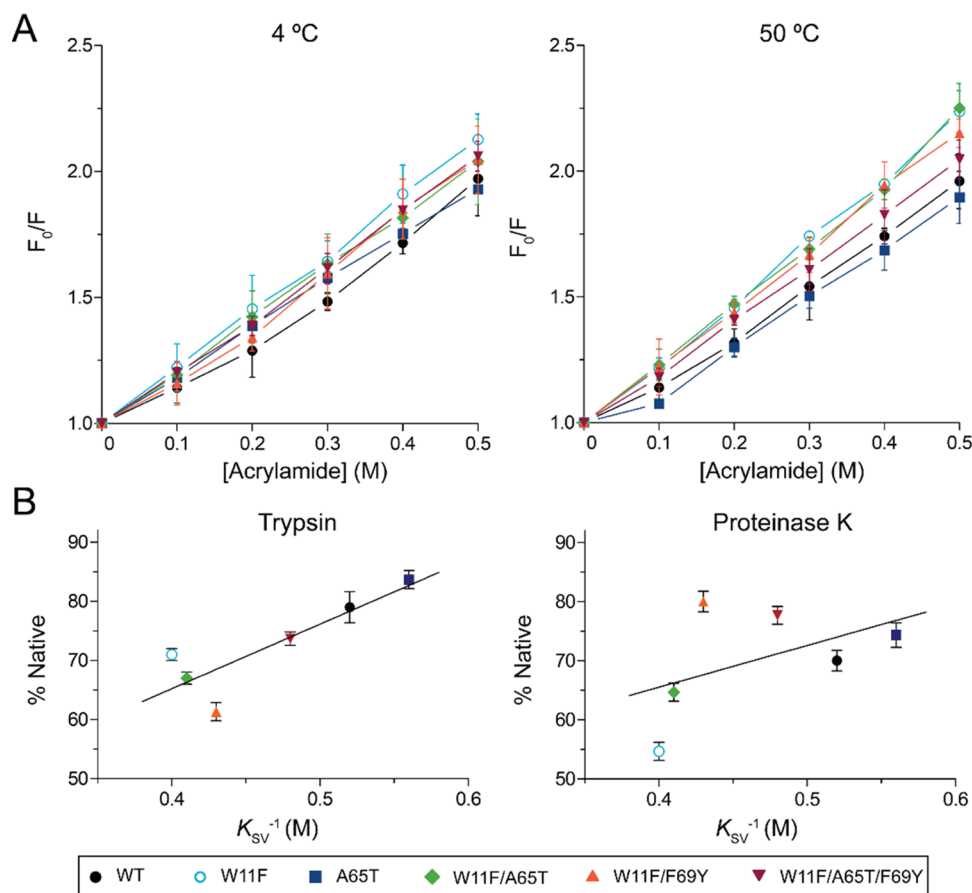 A
4 ºC
50 ºC
2.5
2.0
1.5
1.0
F₀/F
0 0.1 0.2 0.3 0.4 0.5
[Acrylamide] (M)
2.5
2.0
1.5
1.0
F₀/F
0 0.1 0.2 0.3 0.4 0.5
[Acrylamide] (M)
B
Trypsin
Proteinase K
90
80
70
60
50
% Native
0.4 0.5 0.6
K_SV⁻¹ (M)
90
80
70
60
50
% Native
0.4 0.5 0.6
K_SV⁻¹ (M)
WT W11F A65T W11F/A65T W11F/F69Y W11F/A65T/F69Y